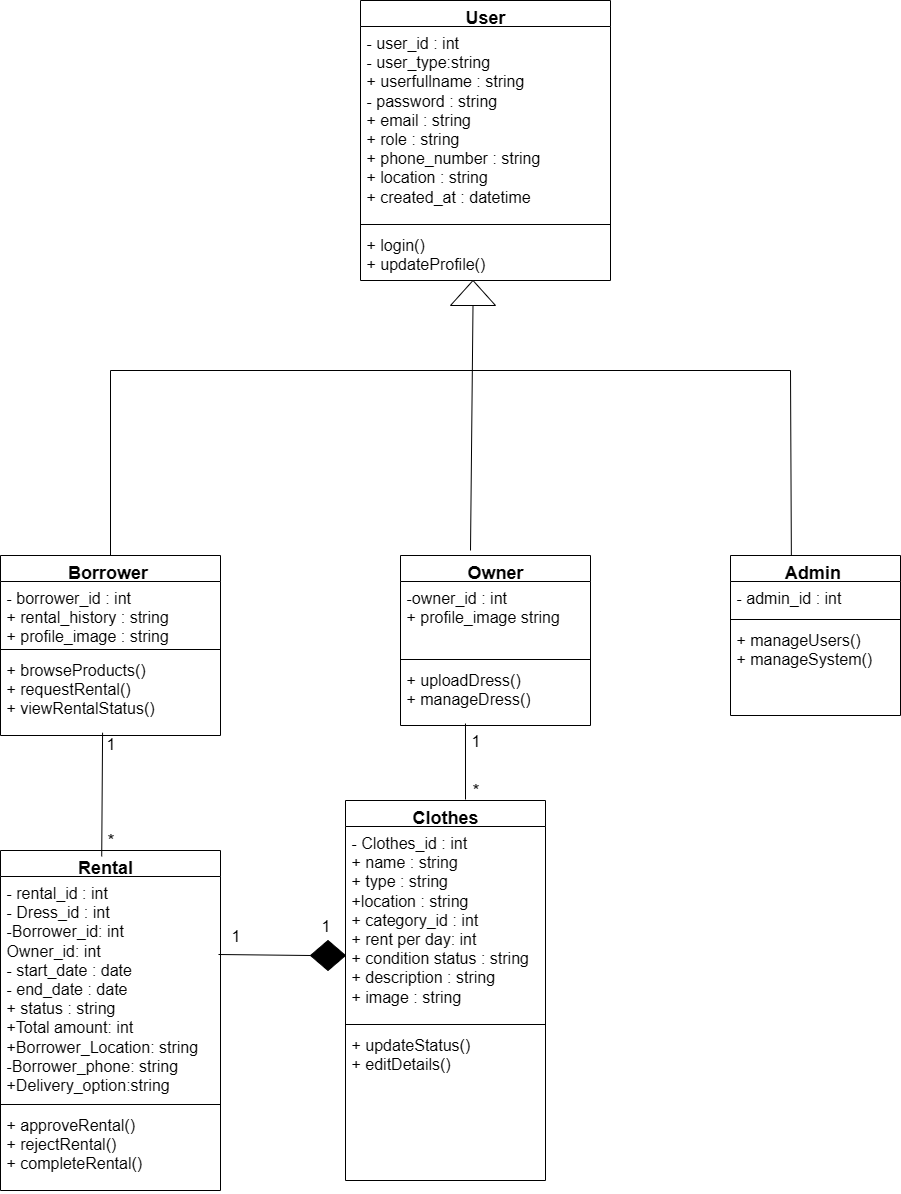 User
- user_id : int
- user_type:string
+ userfullname : string
- password : string
+ email : string
+ role : string
+ phone_number : string
+ location : string
+ created_at : datetime
+ login()
+ updateProfile()
Borrower
- borrower_id : int
+ rental_history : string
+ profile_image : string
+ browseProducts()
+ requestRental()
+ viewRentalStatus()
Owner
-owner_id : int
+ profile_image string
+ uploadDress()
+ manageDress()
Admin
- admin_id : int
+ manageUsers()
+ manageSystem()
1
*
1
*
Rental
- rental_id : int
- Dress_id : int
-Borrower_id: int
Owner_id: int
- start_date : date
- end_date : date
+ status : string
+Total amount: int
+Borrower_Location: string
-Borrower_phone: string
+Delivery_option:string
+ approveRental()
+ rejectRental()
+ completeRental()
1
1
Clothes
- Clothes_id : int
+ name : string
+ type : string
+location : string
+ category_id : int
+ rent per day: int
+ condition status : string
+ description : string
+ image : string
+ updateStatus()
+ editDetails()